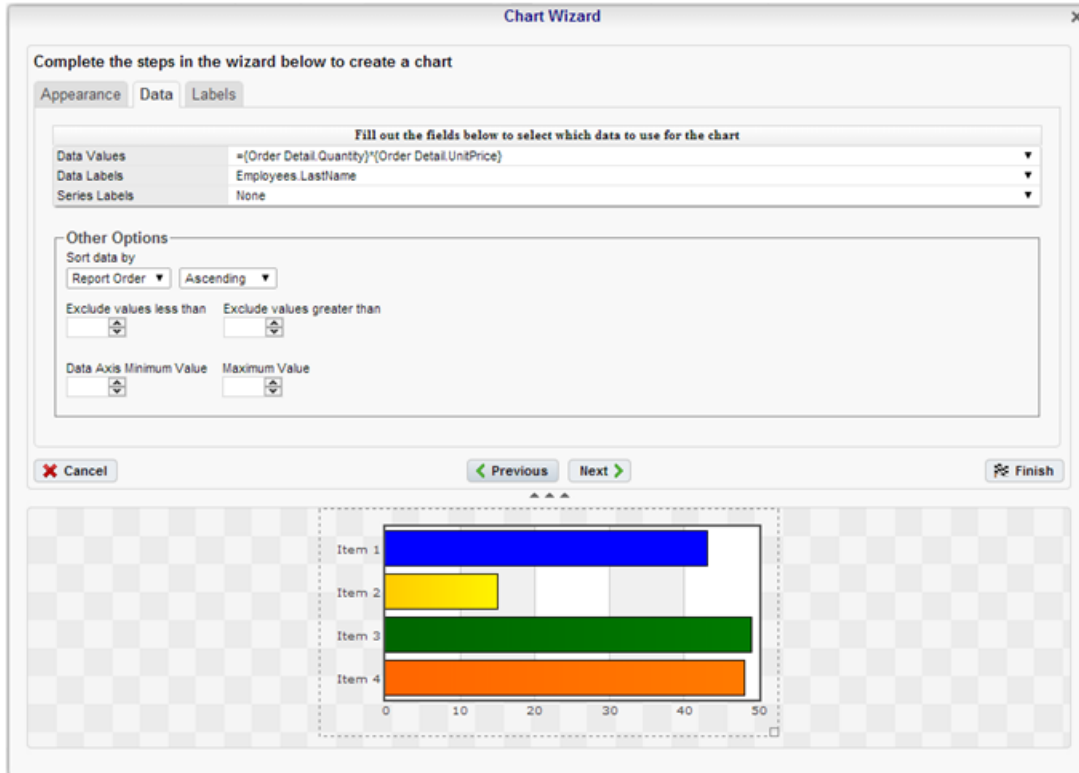 Chart Wizard
Complete the steps in the wizard below to create a chart
Appearance Data Labels
Fill out the fields below to select which data to use for the chart
Data Values ={Order Detail.Quantity}*{Order Detail.UnitPrice}
Data Labels Employees.LastName
Series Labels None
Other Options
Sort data by
Report Order Ascending
Exclude values less than Exclude values greater than
Data Axis Minimum Value Maximum Value
Cancel Previous Next Finish
Item 1
Item 2
Item 3
Item 4
0 10 20 30 40 50